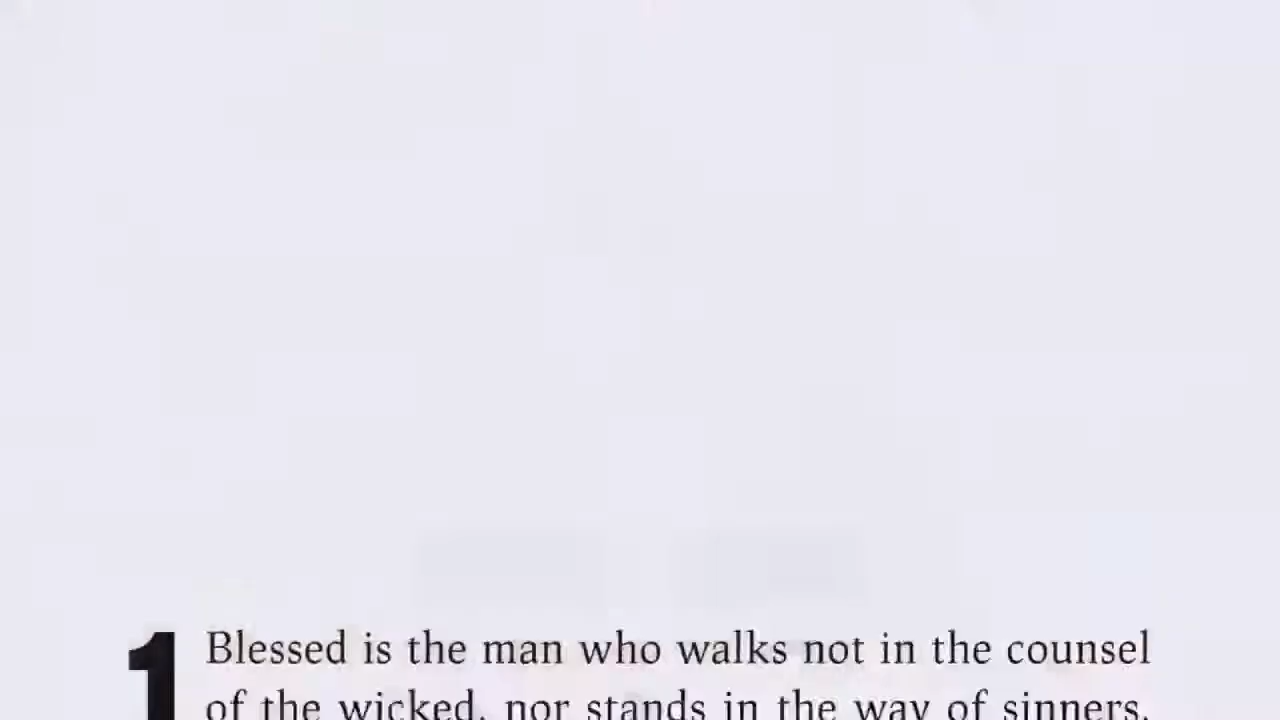 1 Blessed is the man who walks not in the counsel
of the wicked, nor stands in the way of sinners,